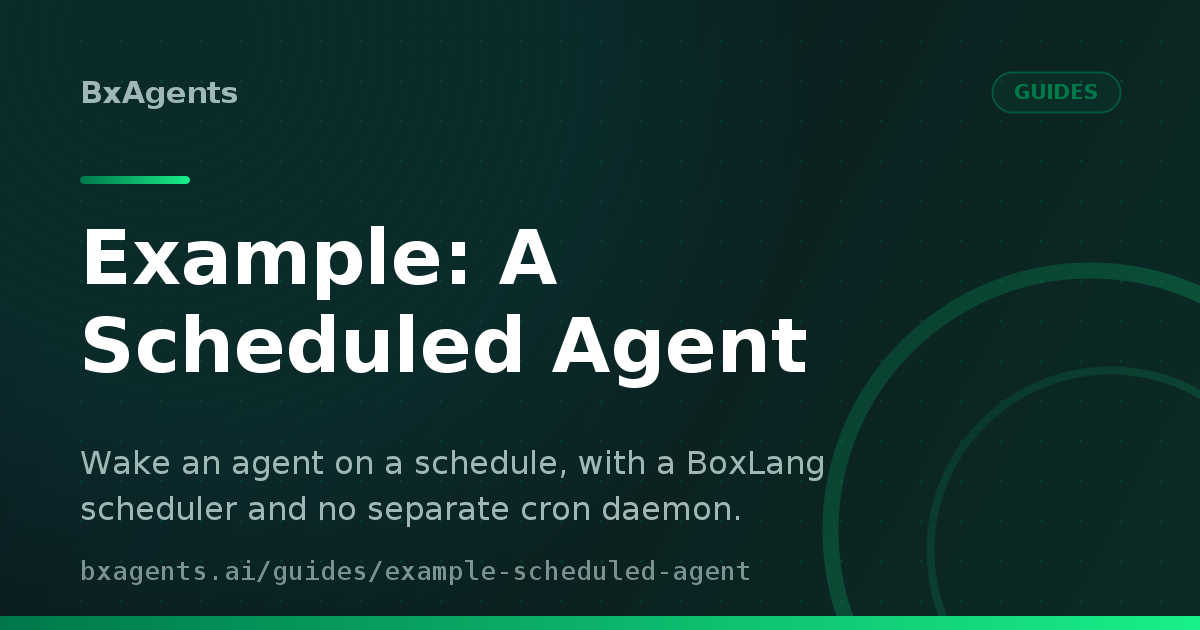 BxAgents
GUIDES
Example: A
Scheduled Agent
Wake an agent on a schedule, with a BoxLang
scheduler and no separate cron daemon.
bxagents.ai/guides/example-scheduled-agent